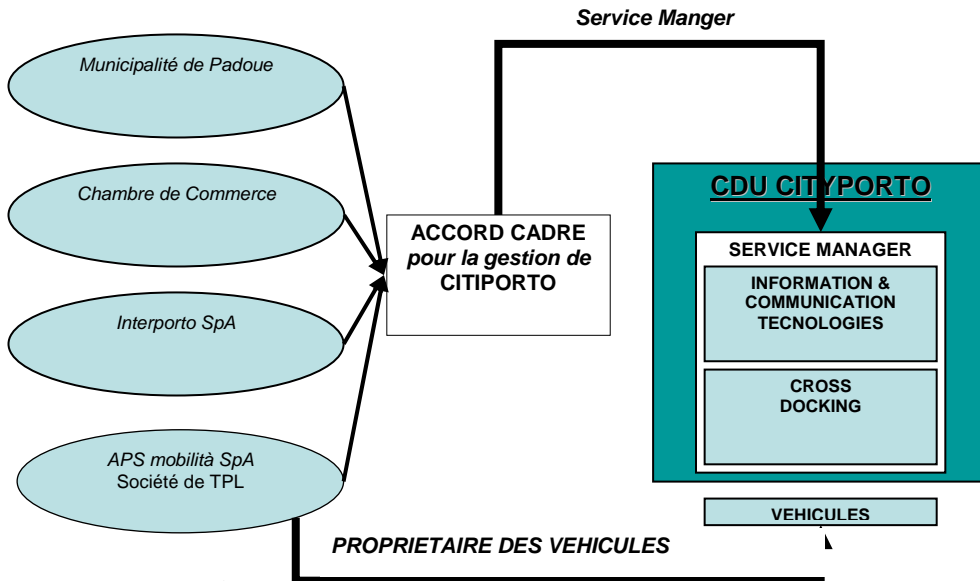 Service Manger
Municipalité de Padoue
Chambre de Commerce
Interporto SpA
APS mobilità SpA
Société de TPL
ACCORD CADRE
pour la gestion de
CITIPORTO
CDU CITYPORTO
SERVICE MANAGER
INFORMATION &
COMMUNICATION
TECNOLOGIES
CROSS
DOCKING
VEHICULES
PROPRIETAIRE DES VEHICULES